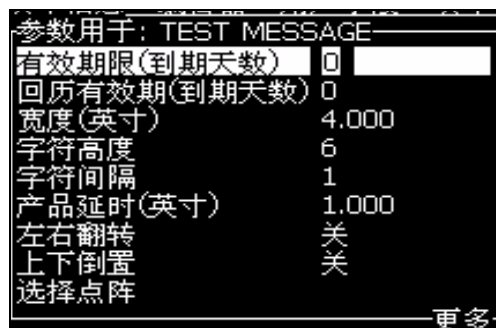 参数用于: TEST MESSAGE
有效期限(到期天数) 0
回历有效期(到期天数) 0
宽度(英寸) 4.000
字符高度 6
字符间隔 1
产品延时(英寸) 1.000
左右翻转 关
上下倒置 关
选择点阵
更多